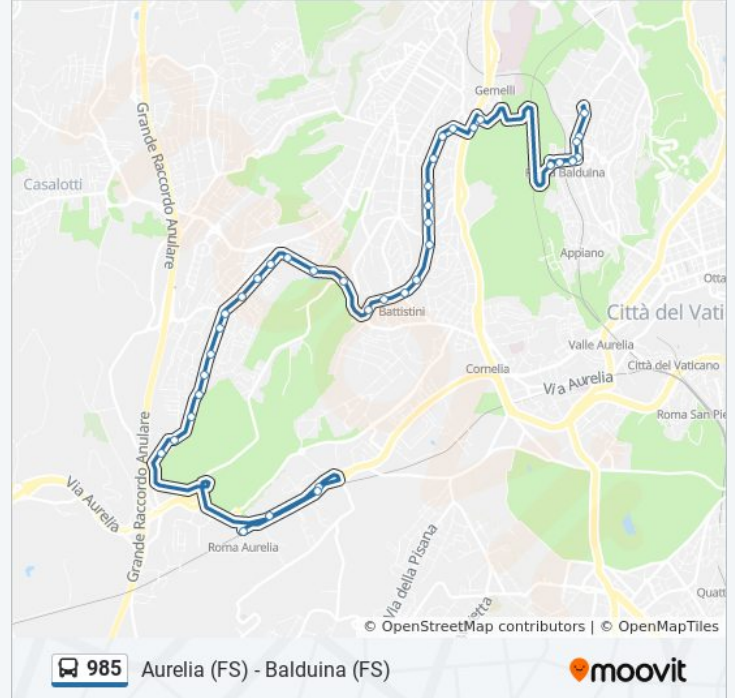 Gemelli
Grande Raccordo Anulare
Casalotti
Balduina
Appiano
Otta
Città del Vati
Battistini
Valle Aurelia
Città del Vaticano
Cornelia
Via Aurelia
Roma San Pie
Grande Raccordo Anulare
Via Aurelia
Roma Aurelia
Via della Pisana
etta
Quatt
© OpenStreetMap contributors | © OpenMapTiles
985 Aurelia (FS) - Balduina (FS)
moovit